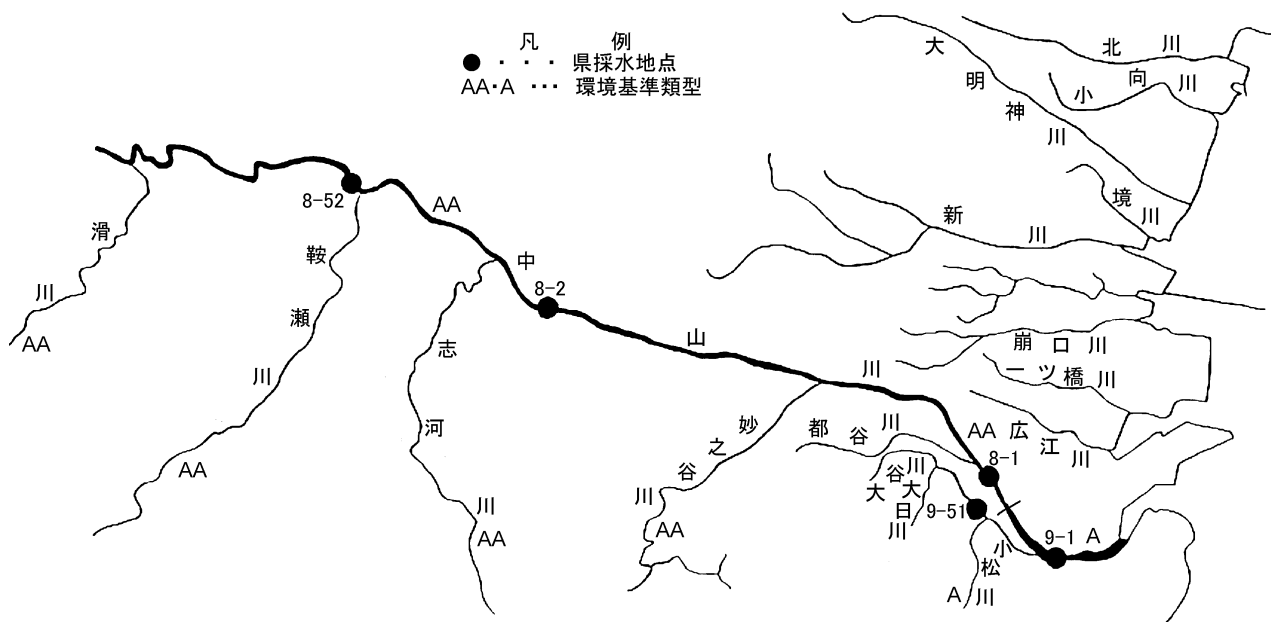 凡例
●・・・県採水地点
AA・A・・・環境基準類型
北川
小向川
大明神川
境川
新川
崩口川
一ツ橋川
広江川
滑川
AA
鞍瀬川
AA
志河川
AA
妙之谷川
AA
中山川
AA
AA
A
都谷川
大谷川
大日川
小松川
A
8-52
8-2
8-1
9-51
9-1